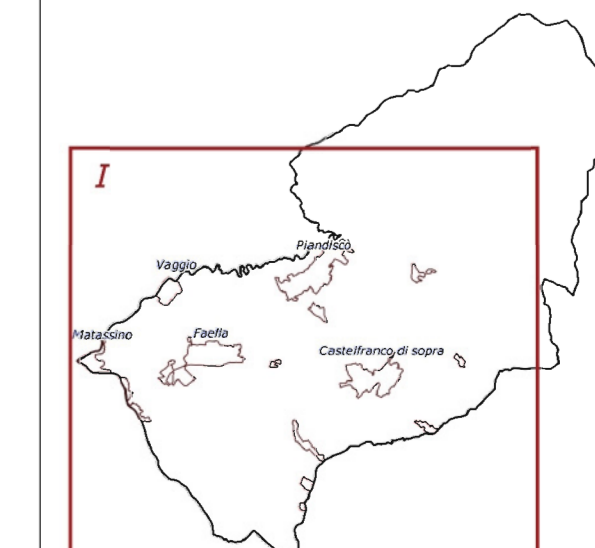 I
Piandiscò
Vaggio
Matassino
Faella
Castelfranco di sopra